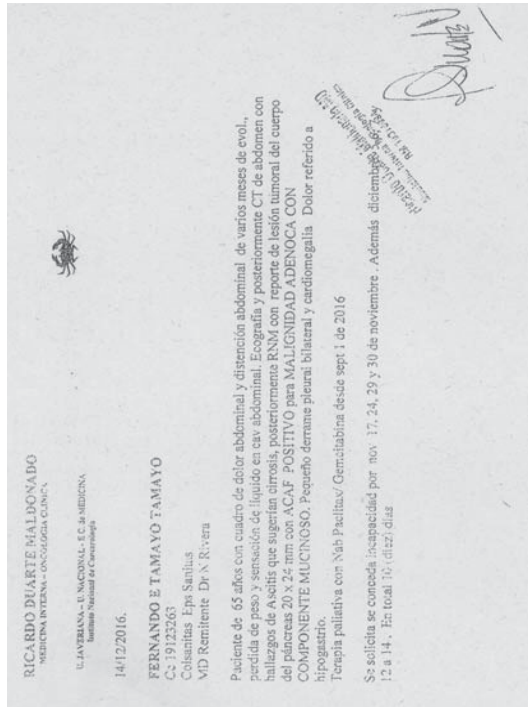 RICARDO DUARTE MALDONADO
MEDICINA INTERNA - ONCOLOGIA CLINICA
U. JAVERIANA - U. NACIONAL - E. C. de MEDICINA
Instituto Nacional de Cancerología
14/12/2016.
FERNANDO E TAMAYO TAMAYO
Cc 19125263
Colsanitas Eps Sanitas
MD Remitente Dr N Rivera
Paciente de 65 años con cuadro de dolor abdominal y distención abdominal de varios meses de evol.,
perdida de peso y sensación de liquido en cav abdominal. Ecografía y posteriormente CT de abdomen con
hallazgos de Ascitis que sugerían cirrosis, posteriormente RNM con reporte de lesión tumoral del cuerpo
del páncreas 20 x 24 mm con ACAF POSITIVO para MALIGNIDAD ADENOCA CON
COMPONENTE MUCINOSO. Pequeño derrame pleural bilateral y cardiomegalia Dolor referido a
hipogastrio.
Terapia paliativa con Nab Paclitax/ Gemcitabina desde sept 1 de 2016
Se solicita se conceda incapacidad por nov 17, 24, 29 y 30 de noviembre . Además diciembre
12 a 14 . En total 10 (diez) días